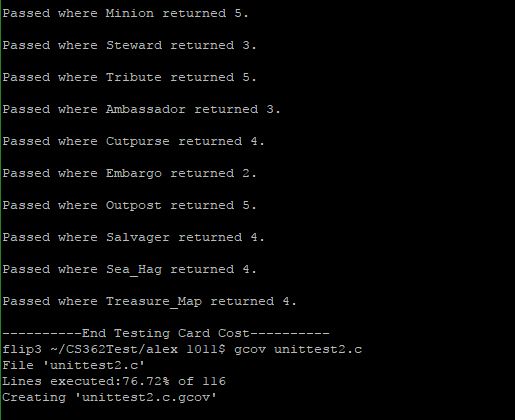 Passed where Minion returned 5.
Passed where Steward returned 3.
Passed where Tribute returned 5.
Passed where Ambassador returned 3.
Passed where Cutpurse returned 4.
Passed where Embargo returned 2.
Passed where Outpost returned 5.
Passed where Salvager returned 4.
Passed where Sea_Hag returned 4.
Passed where Treasure_Map returned 4.
----------End Testing Card Cost----------
flip3 ~/CS362Test/alex 1011$ gcov unittest2.c
File 'unittest2.c'
Lines executed:76.72% of 116
Creating 'unittest2.c.gcov'